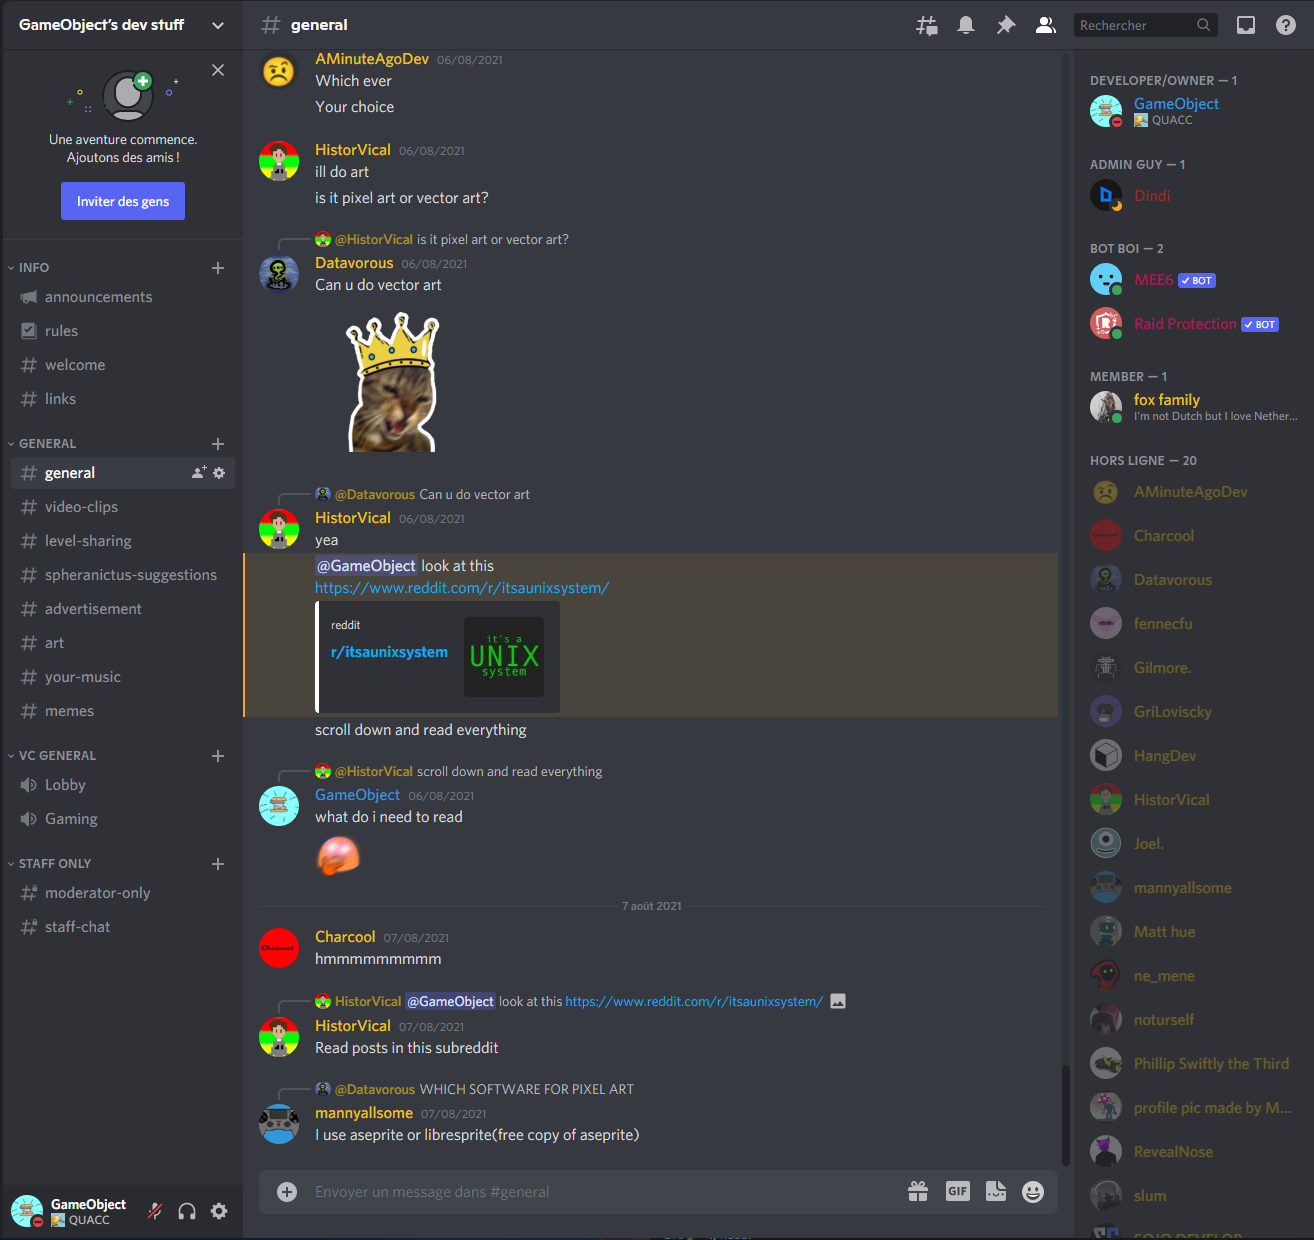 GameObject's dev stuff
general
Rechercher
Une aventure commence.
Ajoutons des amis !
Inviter des gens
INFO
announcements
rules
welcome
links
GENERAL
general
video-clips
level-sharing
spheranictus-suggestions
advertisement
art
your-music
memes
VC GENERAL
Lobby
Gaming
STAFF ONLY
moderator-only
staff-chat
GameObject
QUACC
AMinuteAgoDev 06/08/2021
Which ever
Your choice
HistorVical 06/08/2021
ill do art
is it pixel art or vector art?
@HistorVical is it pixel art or vector art?
Datavorous 06/08/2021
Can u do vector art
@Datavorous Can u do vector art
HistorVical 06/08/2021
yea
@GameObject look at this
https://www.reddit.com/r/itsaunixsystem/
reddit
r/itsaunixsystem
it's a
UNIX
system
scroll down and read everything
@HistorVical scroll down and read everything
GameObject 06/08/2021
what do i need to read
7 août 2021
Charcool 07/08/2021
Charcool
hmmmmmmmmm
HistorVical @GameObject look at this https://www.reddit.com/r/itsaunixsystem/
HistorVical 07/08/2021
Read posts in this subreddit
@Datavorous WHICH SOFTWARE FOR PIXEL ART
mannyallsome 07/08/2021
I use aseprite or libresprite(free copy of aseprite)
Envoyer un message dans #general
GIF
DEVELOPER/OWNER — 1
GameObject
QUACC
ADMIN GUY — 1
Dindi
BOT BOI — 2
MEE6 BOT
Raid Protection BOT
MEMBER — 1
fox family
I'm not Dutch but I love Nether...
HORS LIGNE — 20
AMinuteAgoDev
Charcool
Datavorous
fennecfu
Gilmore.
GriLoviscky
HangDev
HistorVical
Joel.
mannyallsome
Matt hue
ne_mene
noturself
Phillip Swiftly the Third
profile pic made by M...
RevealNose
slum